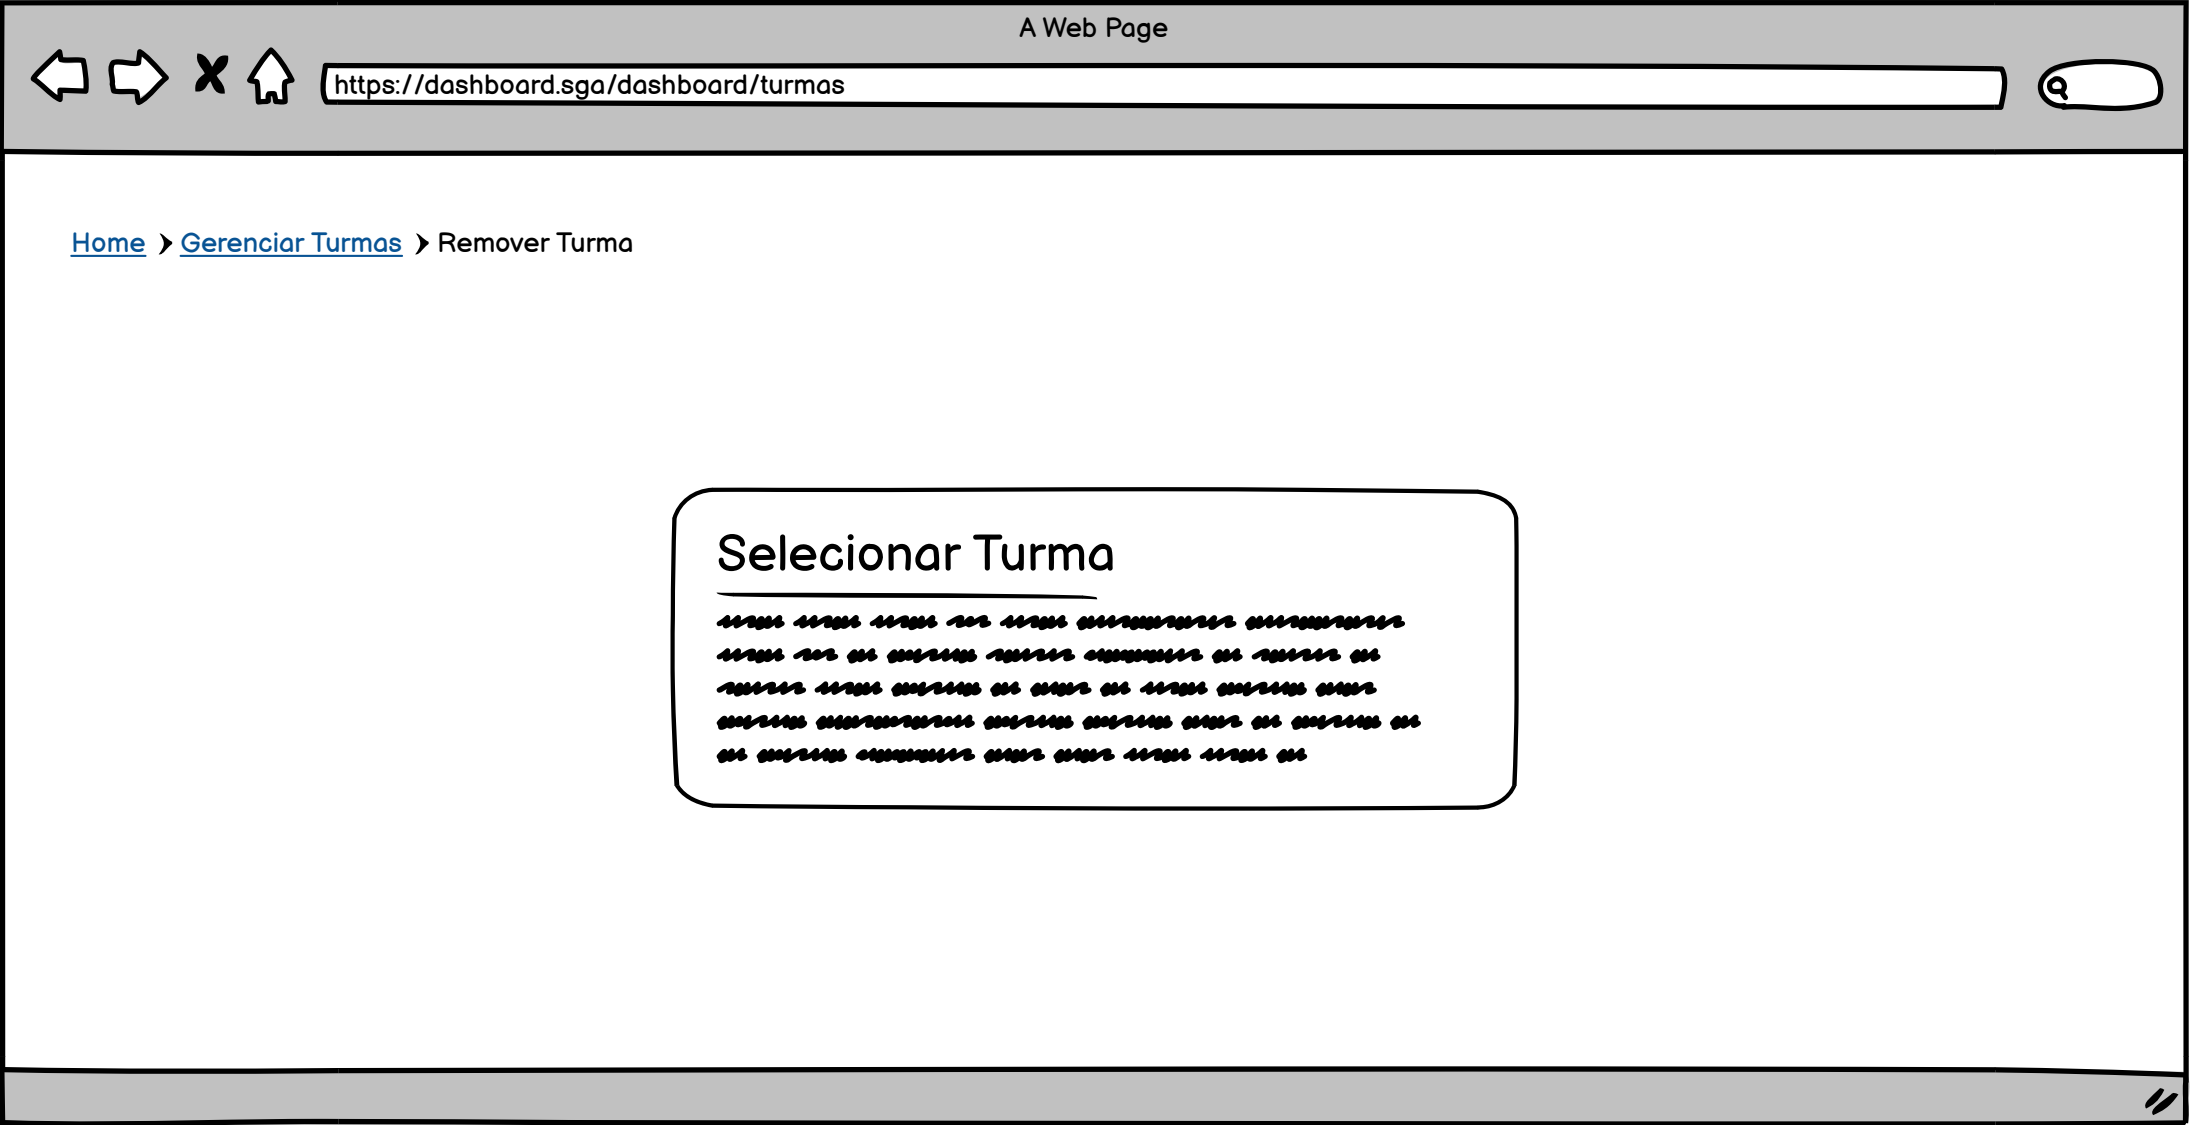 A Web Page
https://dashboard.sga/dashboard/turmas
Home > Gerenciar Turmas > Remover Turma
Selecionar Turma